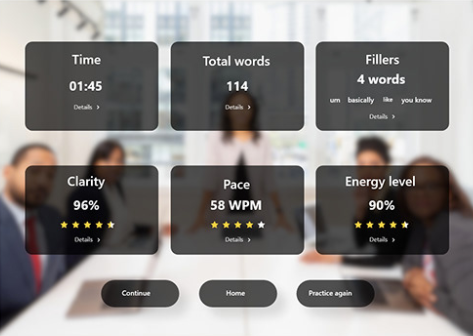 Time
01:45
Details >
Total words
114
Details >
Fillers
4 words
um basically like you know
Details >
Clarity
96%
Details >
Pace
58 WPM
Details >
Energy level
90%
Details >
Continue
Home
Practice again